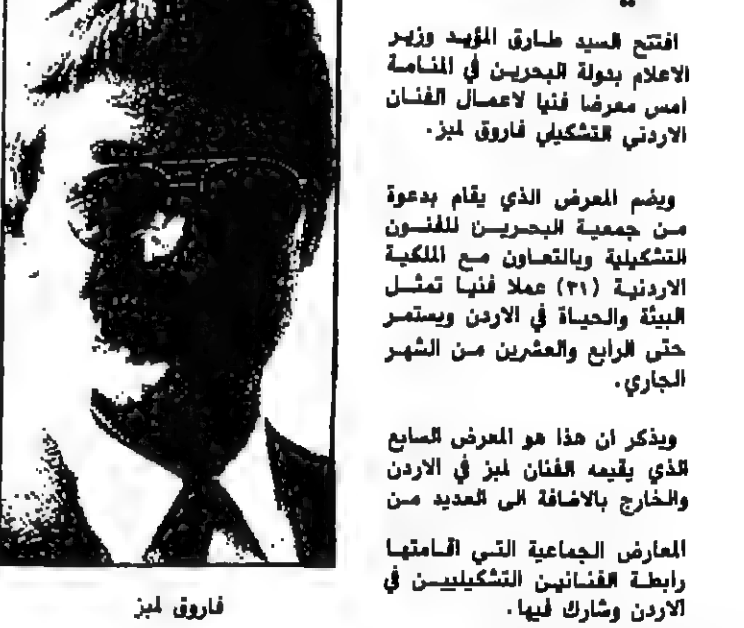 افتتح السيد طارق المؤيد وزير
الاعلام بدولة البحرين في المنامة
امس معرضا فنيا لاعمال الفنان
الاردني التشكيلي فاروق لمبز.
ويضم المعرض الذي يقام بدعوة
من جمعية البحرين للفنون
التشكيلية وبالتعاون مع الملكية
الاردنية (٣١) عملا فنيا تمثل
البيئة والحياة في الاردن ويستمر
حتى الرابع والعشرين من الشهر
الجاري.
ويذكر ان هذا هو المعرض السابع
الذي يقيمه الفنان لمبز في الاردن
والخارج بالاضافة الى العديد من
المعارض الجماعية التي اقامتها
رابطة الفنانين التشكيليين في
الاردن وشارك فيها.
فاروق لمبز